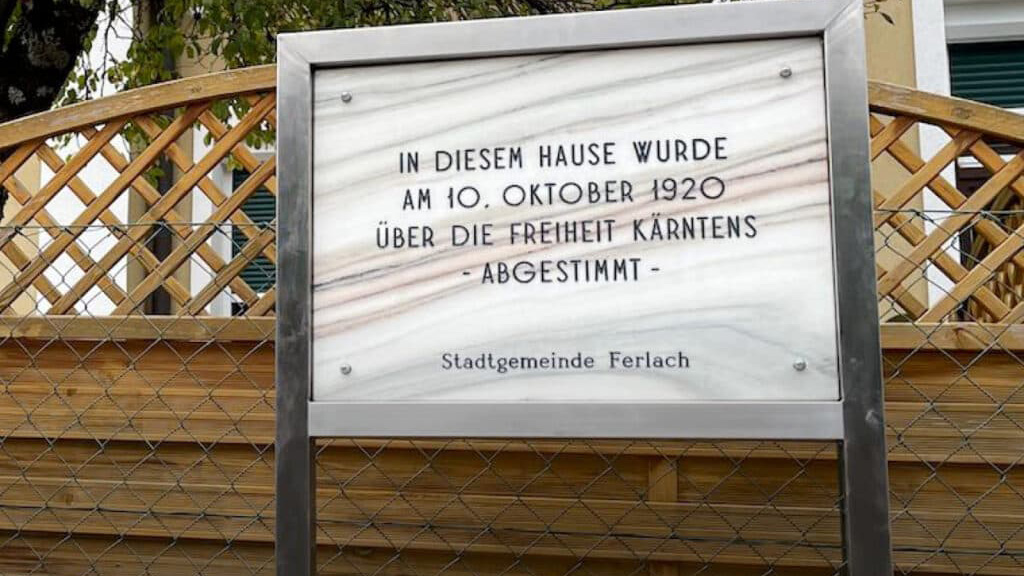 IN DIESEM HAUSE WURDE
AM 10. OKTOBER 1920
ÜBER DIE FREIHEIT KÄRNTENS
- ABGESTIMMT -
Stadtgemeinde Ferlach